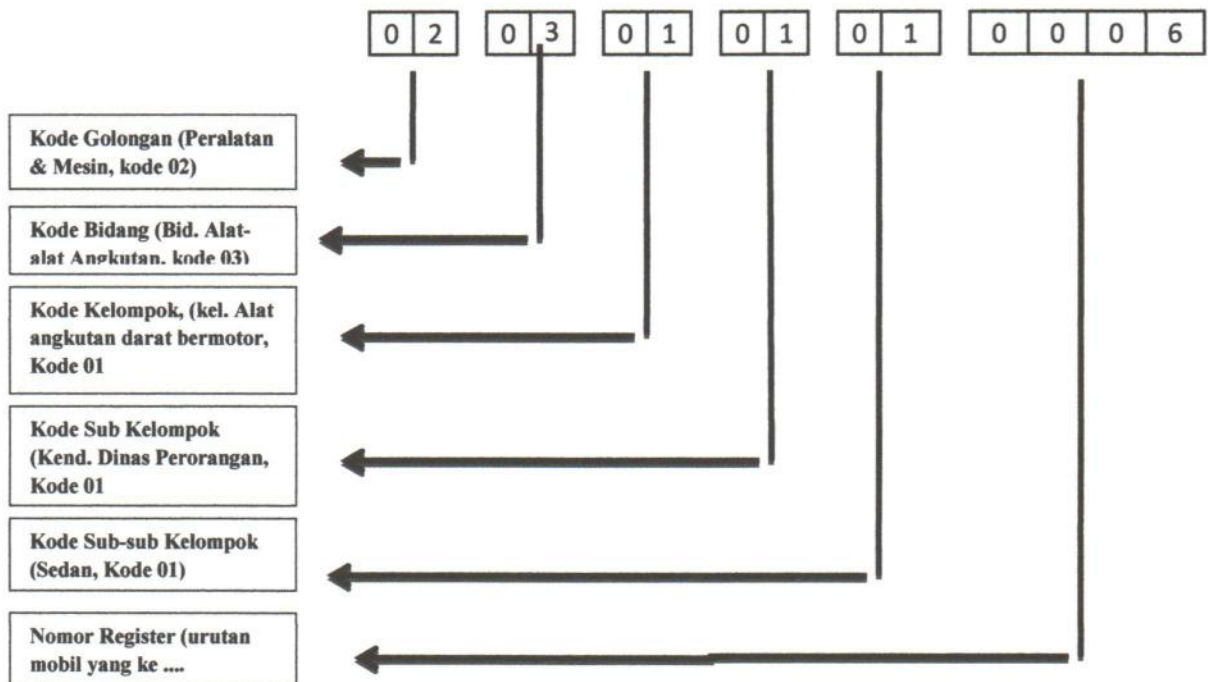 0 2 0 3 0 1 0 1 0 1 0 0 0 6
Kode Golongan (Peralatan
& Mesin, kode 02)
Kode Bidang (Bid. Alat-
alat Angkutan, kode 03)
Kode Kelompok, (kel. Alat
angkutan darat bermotor,
Kode 01
Kode Sub Kelompok
(Kend. Dinas Perorangan,
Kode 01
Kode Sub-sub Kelompok
(Sedan, Kode 01)
Nomor Register (urutan
mobil yang ke ....